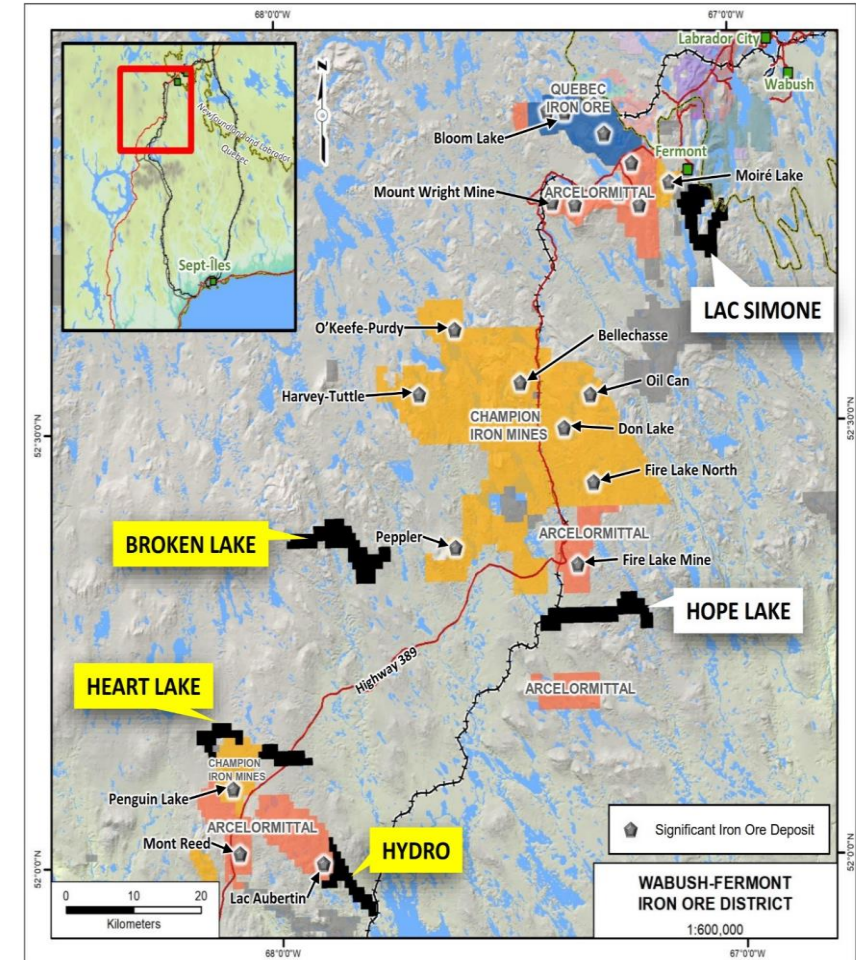 68°0'0"W
67°0'0"W
Labrador City
Wabush
Newfoundland and Labrador
Quebec
Sept-Îles
N
QUEBEC
IRON ORE
Bloom Lake
Fermont
Moiré Lake
Mount Wright Mine
ARCELORMITTAL
LAC SIMONE
O'Keefe-Purdy
Bellechasse
Harvey-Tuttle
Oil Can
CHAMPION
IRON MINES
Don Lake
52°30'0"N
52°30'0"N
Fire Lake North
BROKEN LAKE
Peppler
ARCELORMITTAL
Fire Lake Mine
HOPE LAKE
Highway 389
HEART LAKE
ARCELORMITTAL
CHAMPION
IRON MINES
Penguin Lake
ARCELORMITTAL
Mont Reed
HYDRO
Lac Aubertin
Significant Iron Ore Deposit
52°0'0"N
52°0'0"N
0 10 20
Kilometers
WABUSH-FERMONT
IRON ORE DISTRICT
1:600,000
68°0'0"W
67°0'0"W